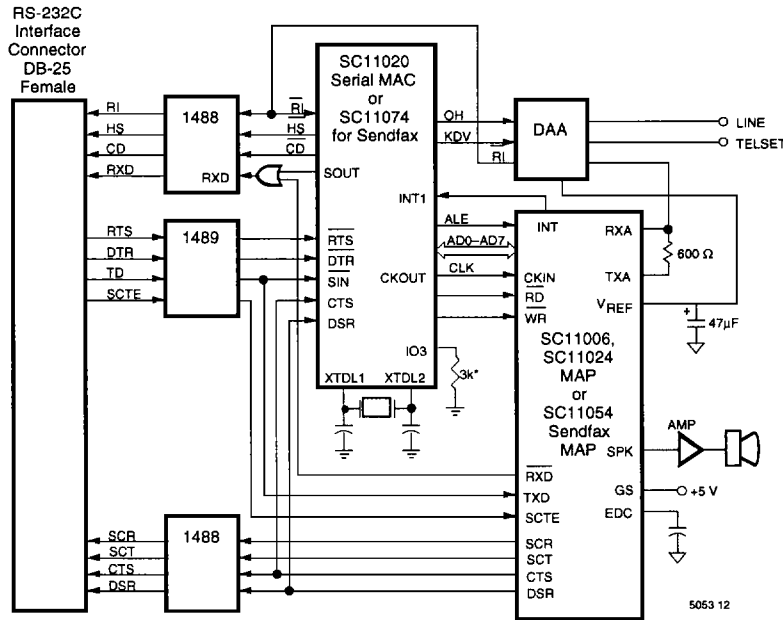 RS-232C
Interface
Connector
DB-25
Female
RI
HS
CD
RXD
1488
RXD
RTS
DTR
TD
SCTE
1489
SC11020
Serial MAC
or
SC11074
for Sendfax
RI
HS
CD
SOUT
INT1
RTS
DTR
SIN
CTS
DSR
CKOUT
IO3
XTDL1
XTDL2
3k*
OH
KDV
RI
DAA
LINE
TELSET
ALE
AD0–AD7
CLK
INT
CKIN
RD
WR
RXA
TXA
VREF
600 Ω
+
47µF
SC11006,
SC11024
MAP
or
SC11054
Sendfax
MAP
AMP
SPK
GS
+5 V
EDC
RXD
TXD
SCTE
SCR
SCT
CTS
DSR
SCR
SCT
CTS
DSR
1488
5053 12